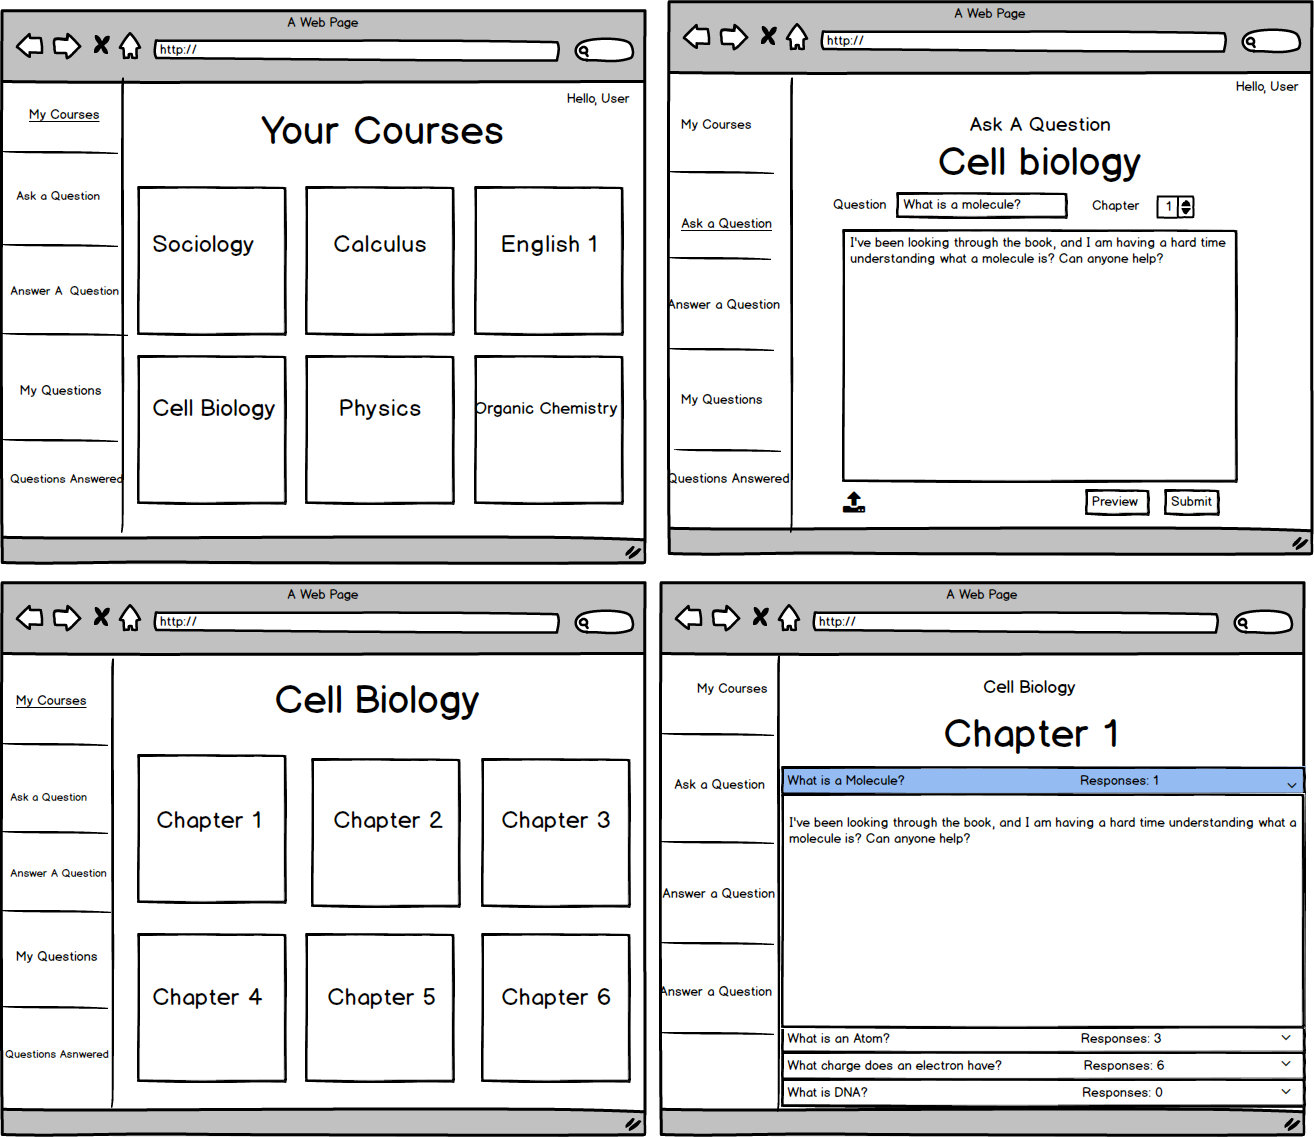 A Web Page
http://
Hello, User
My Courses
Ask a Question
Answer A Question
My Questions
Questions Answered
Your Courses
Sociology
Calculus
English 1
Cell Biology
Physics
Organic Chemistry
A Web Page
http://
Hello, User
My Courses
Ask a Question
Answer a Question
My Questions
Questions Answered
Ask A Question
Cell biology
Question What is a molecule? Chapter 1
I've been looking through the book, and I am having a hard time
understanding what a molecule is? Can anyone help?
Preview Submit
A Web Page
http://
My Courses
Ask a Question
Answer A Question
My Questions
Questions Asnwered
Cell Biology
Chapter 1
Chapter 2
Chapter 3
Chapter 4
Chapter 5
Chapter 6
A Web Page
http://
My Courses
Ask a Question
Answer a Question
Answer a Question
Cell Biology
Chapter 1
What is a Molecule? Responses: 1
I've been looking through the book, and I am having a hard time understanding what a
molecule is? Can anyone help?
What is an Atom? Responses: 3
What charge does an electron have? Responses: 6
What is DNA? Responses: 0